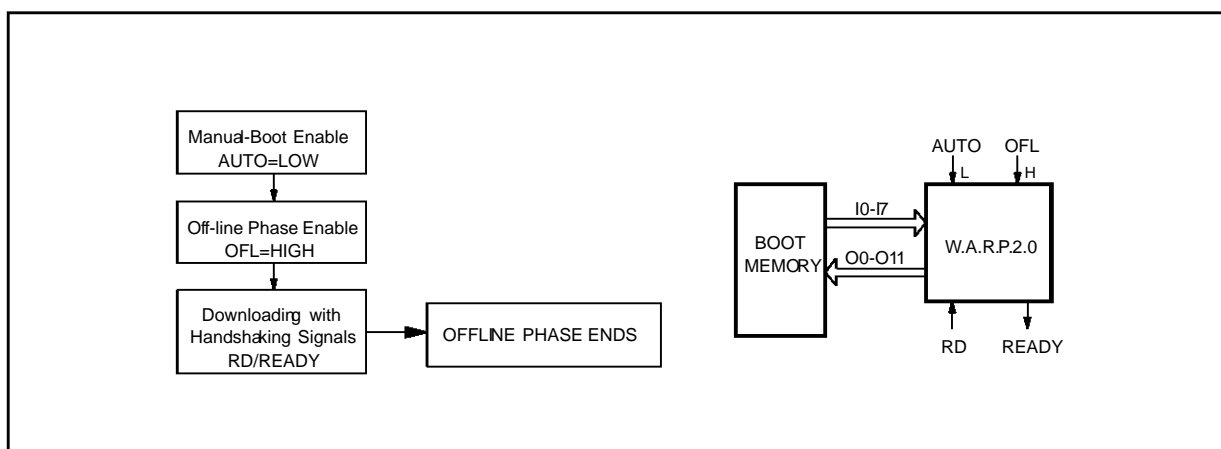 Manual-Boot Enable
AUTO=LOW
Off-line Phase Enable
OFL=HIGH
Downloading with
Handshaking Signals
RD/READY
OFFLINE PHASE ENDS
AUTO
OFL
L
H
I0-I7
BOOT
MEMORY
O0-O11
W.A.R.P.2.0
RD
READY